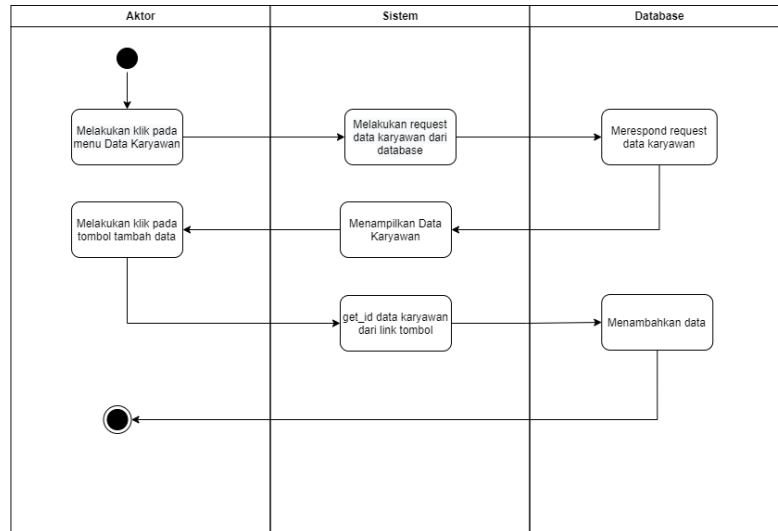 Aktor
Sistem
Database
Melakukan klik pada
menu Data Karyawan
Melakukan request
data karyawan dari
database
Merespond request
data karyawan
Melakukan klik pada
tombol tambah data
Menampilkan Data
Karyawan
get_id data karyawan
dari link tombol
Menambahkan data